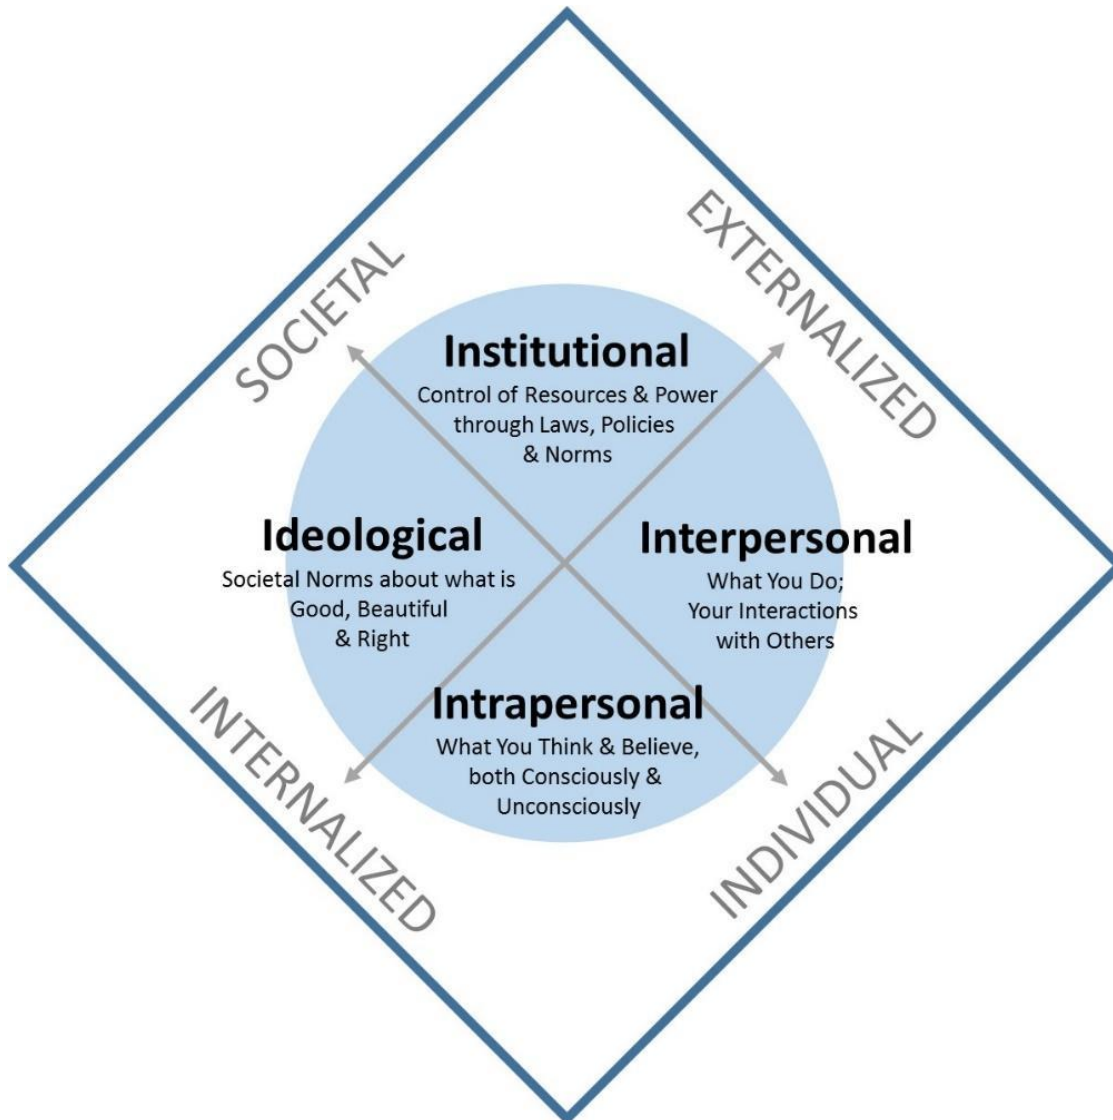 SOCIETAL
EXTERNALIZED
Institutional
Control of Resources & Power
through Laws, Policies
& Norms
Ideological
Societal Norms about what is
Good, Beautiful
& Right
Interpersonal
What You Do;
Your Interactions
with Others
Intrapersonal
What You Think & Believe,
both Consciously &
Unconsciously
INTERNALIZED
INDIVIDUAL